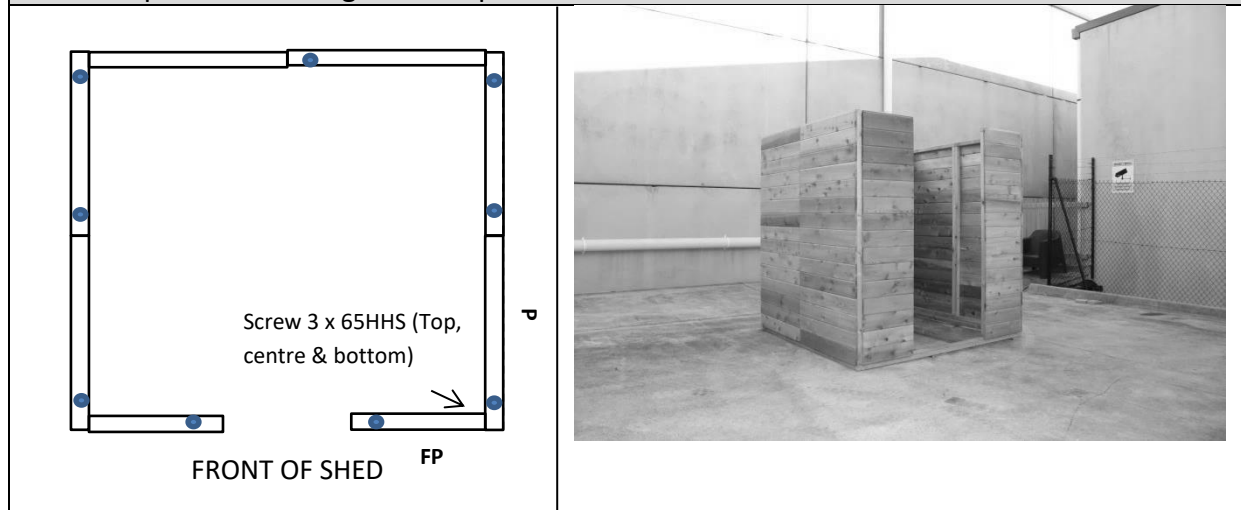 Screw 3 x 65HHS (Top,
centre & bottom)
P
FP
FRONT OF SHED